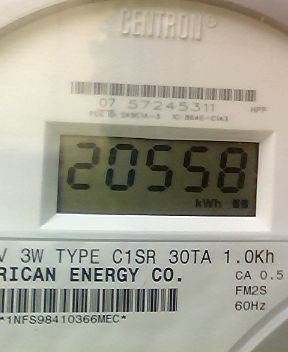 CENTRON®
07 57245311 HPP
20558
kWh
V 3W TYPE C1SR 30TA 1.0Kh
RICAN ENERGY CO. CA 0.5
FM2S
*1NFS98410366MEC* 60Hz